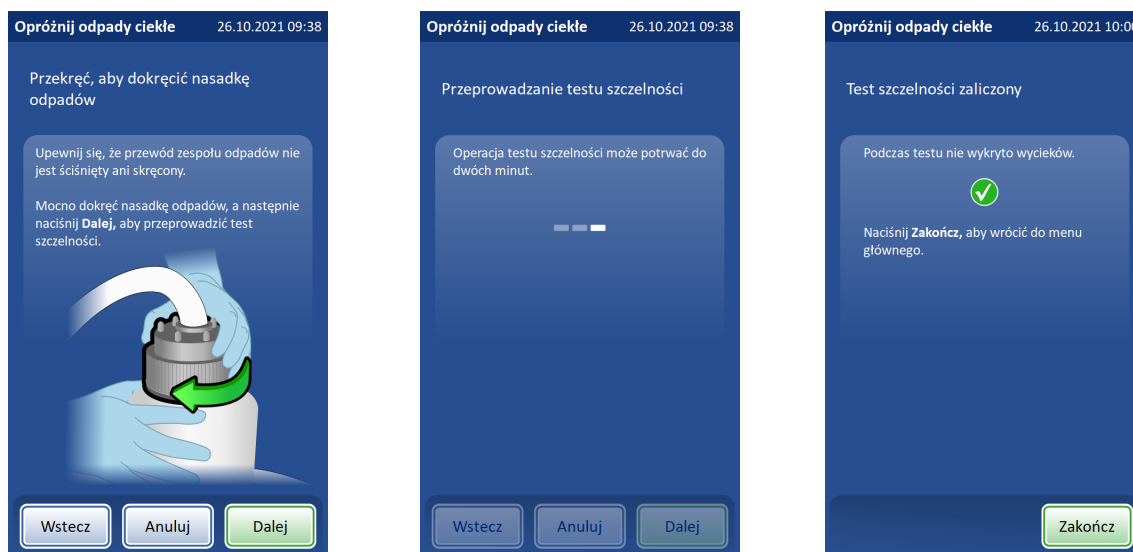 Opróżnij odpady ciekłe 26.10.2021 09:38
Przekręć, aby dokręcić nasadkę
odpadów
Upewnij się, że przewód zespołu odpadów nie
jest ściśnięty ani skręcony.
Mocno dokręć nasadkę odpadów, a następnie
naciśnij Dalej, aby przeprowadzić test
szczelności.
Wstecz Anuluj Dalej
Opróżnij odpady ciekłe 26.10.2021 09:38
Przeprowadzanie testu szczelności
Operacja testu szczelności może potrwać do
dwóch minut.
Wstecz Anuluj Dalej
Opróżnij odpady ciekłe 26.10.2021 10:00
Test szczelności zaliczony
Podczas testu nie wykryto wycieków.
Naciśnij Zakończ, aby wrócić do menu
głównego.
Zakończ